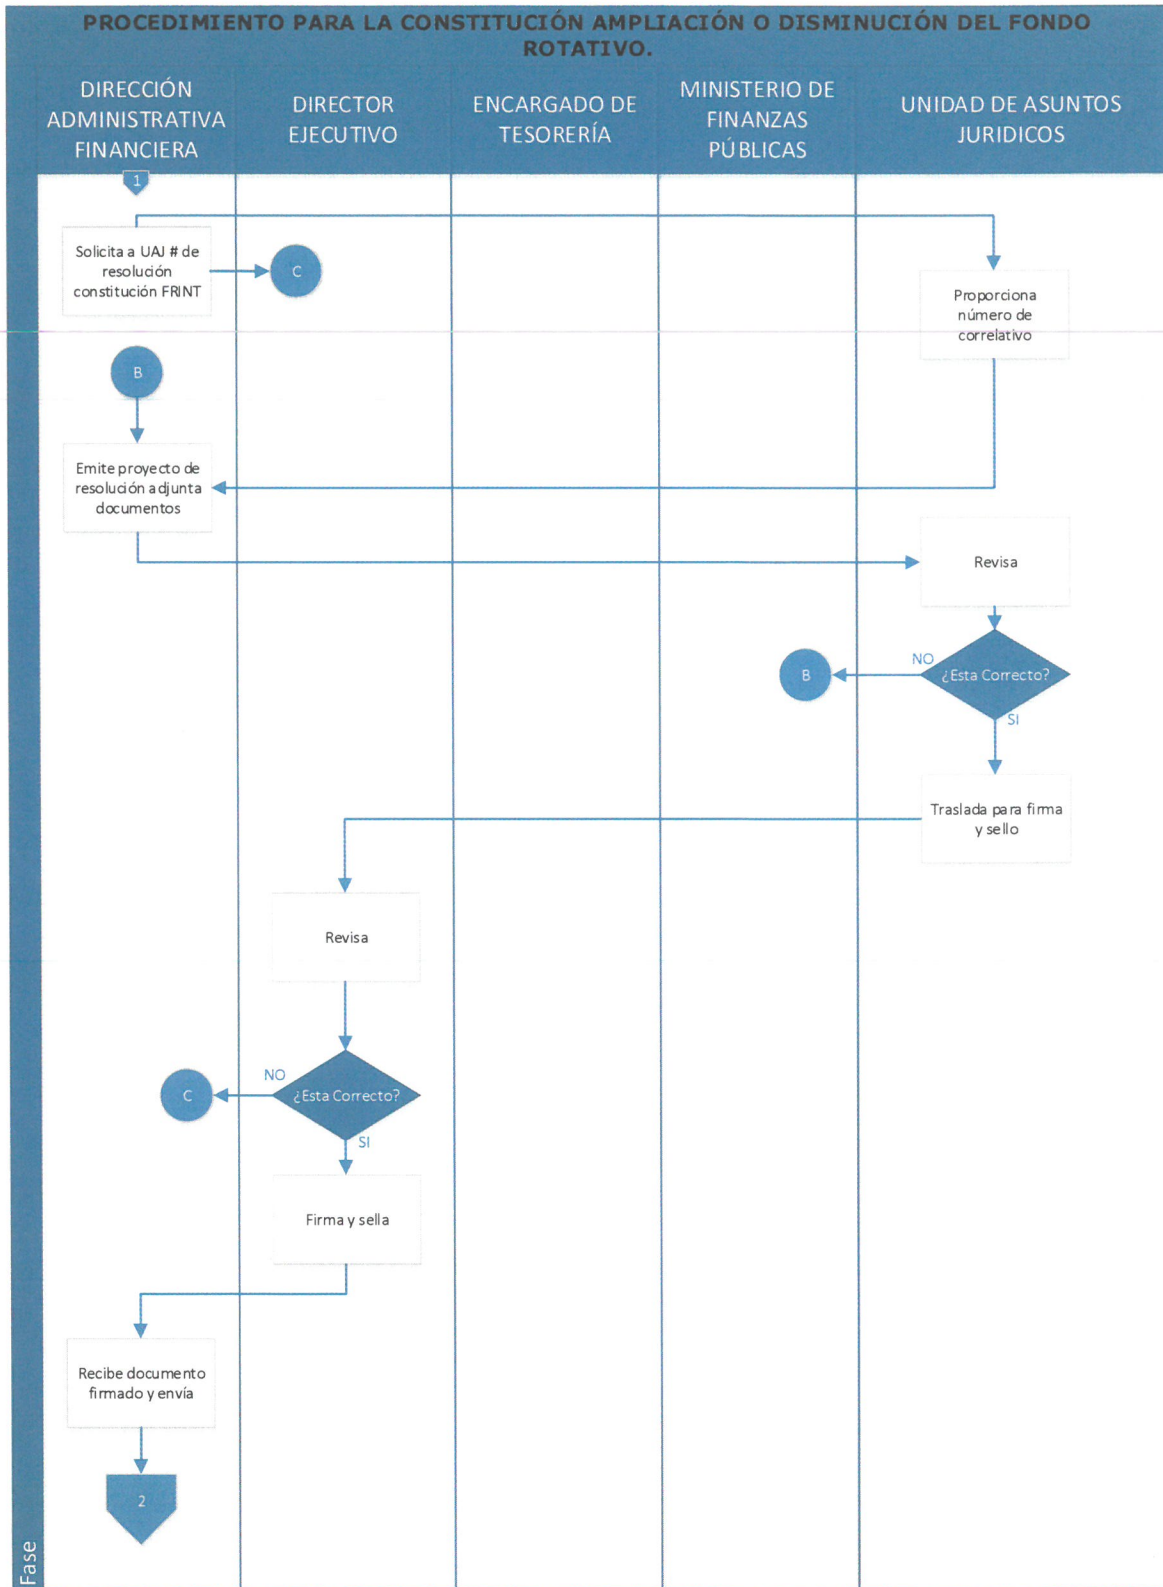 PROCEDIMIENTO PARA LA CONSTITUCIÓN AMPLIACIÓN O DISMINUCIÓN DEL FONDO
ROTATIVO.
DIRECCIÓN
ADMINISTRATIVA
FINANCIERA
DIRECTOR
EJECUTIVO
ENCARGADO DE
TESORERÍA
MINISTERIO DE
FINANZAS
PÚBLICAS
UNIDAD DE ASUNTOS
JURIDICOS
1
Solicita a UAJ # de
resolución
constitución FRINT
C
Proporciona
número de
correlativo
B
Emite proyecto de
resolución adjunta
documentos
Revisa
B
NO
¿Esta Correcto?
SI
Traslada para firma
y sello
Revisa
C
NO
¿Esta Correcto?
SI
Firma y sella
Recibe documento
firmado y envía
2
Fase